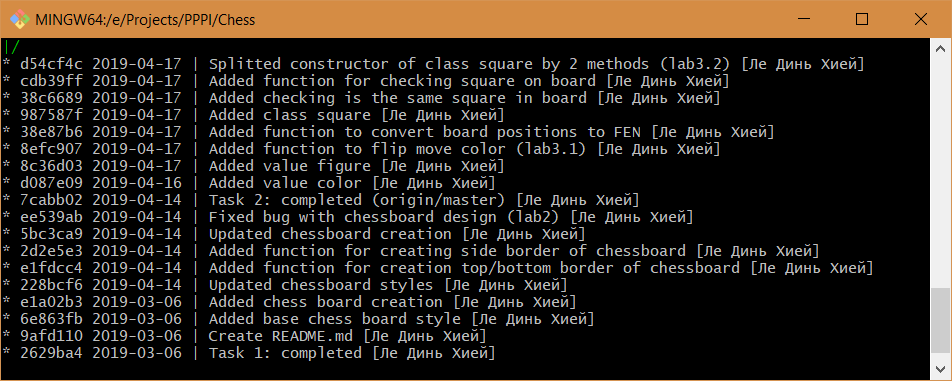 MINGW64:/e/Projects/PPPI/Chess
|/
* d54cf4c 2019-04-17 | Splitted constructor of class square by 2 methods (lab3.2) [Ле Динь Хией]
* cdb39ff 2019-04-17 | Added function for checking square on board [Ле Динь Хией]
* 38c6689 2019-04-17 | Added checking is the same square in board [Ле Динь Хией]
* 987587f 2019-04-17 | Added class square [Ле Динь Хией]
* 38e87b6 2019-04-17 | Added function to convert board positions to FEN [Ле Динь Хией]
* 8efc907 2019-04-17 | Added function to flip move color (lab3.1) [Ле Динь Хией]
* 8c36d03 2019-04-17 | Added value figure [Ле Динь Хией]
* d087e09 2019-04-16 | Added value color [Ле Динь Хией]
* 7cabb02 2019-04-14 | Task 2: completed (origin/master) [Ле Динь Хией]
* ee539ab 2019-04-14 | Fixed bug with chessboard design (lab2) [Ле Динь Хией]
* 5bc3ca9 2019-04-14 | Updated chessboard creation [Ле Динь Хией]
* 2d2e5e3 2019-04-14 | Added function for creating side border of chessboard [Ле Динь Хией]
* e1fdcc4 2019-04-14 | Added function for creation top/bottom border of chessboard [Ле Динь Хией]
* 228bcf6 2019-04-14 | Updated chessboard styles [Ле Динь Хией]
* e1a02b3 2019-03-06 | Added chess board creation [Ле Динь Хией]
* 6e863fb 2019-03-06 | Added base chess board style [Ле Динь Хией]
* 9afd110 2019-03-06 | Create README.md [Ле Динь Хией]
* 2629ba4 2019-03-06 | Task 1: completed [Ле Динь Хией]